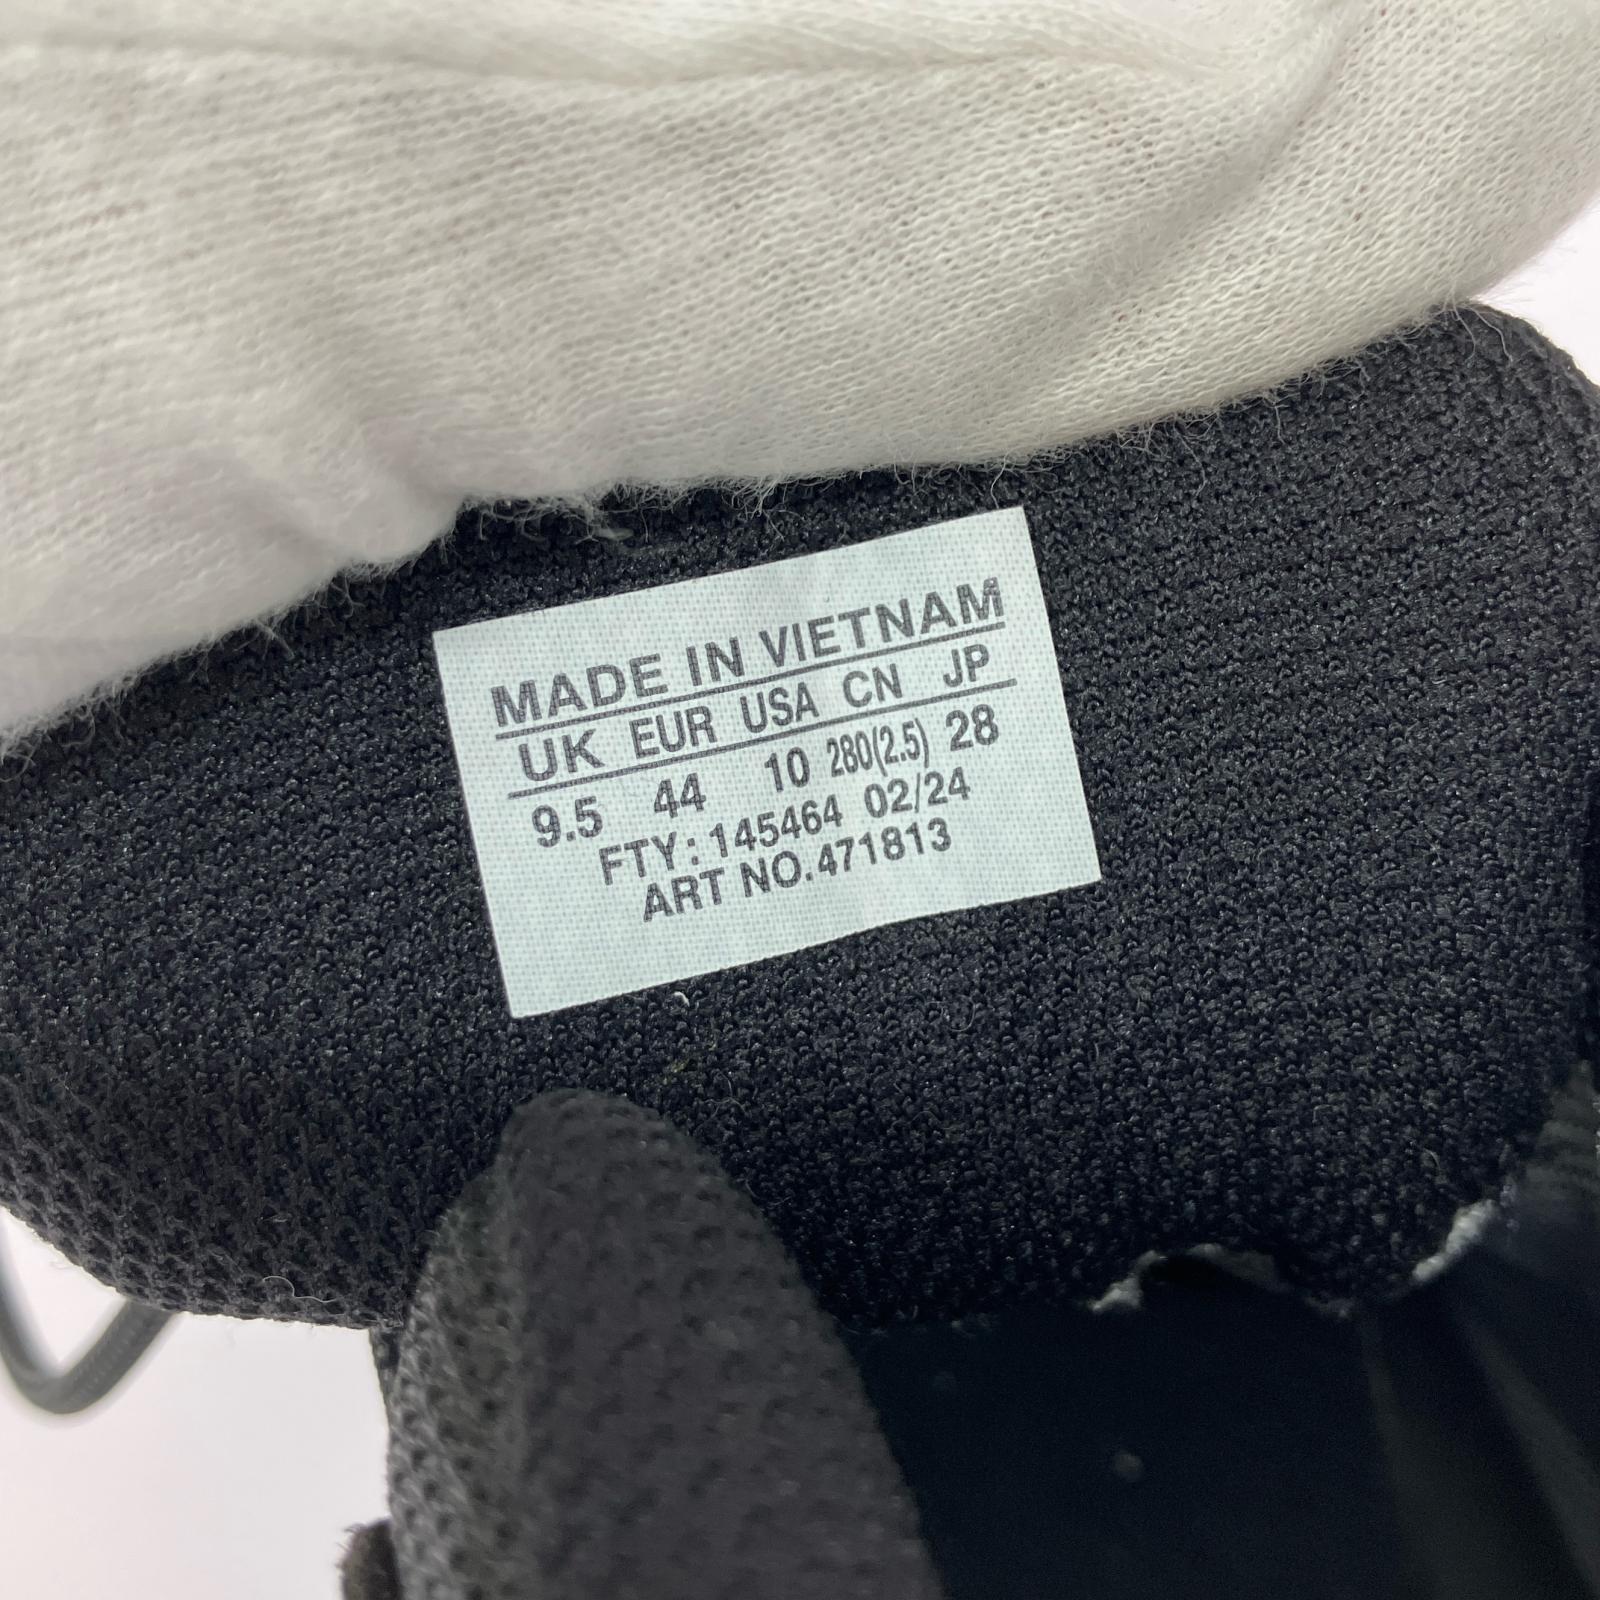 MADE IN VIETNAM
UK EUR USA CN JP
9.5 44 10 280(2.5) 28
FTY: 145464 02/24
ART NO. 471813